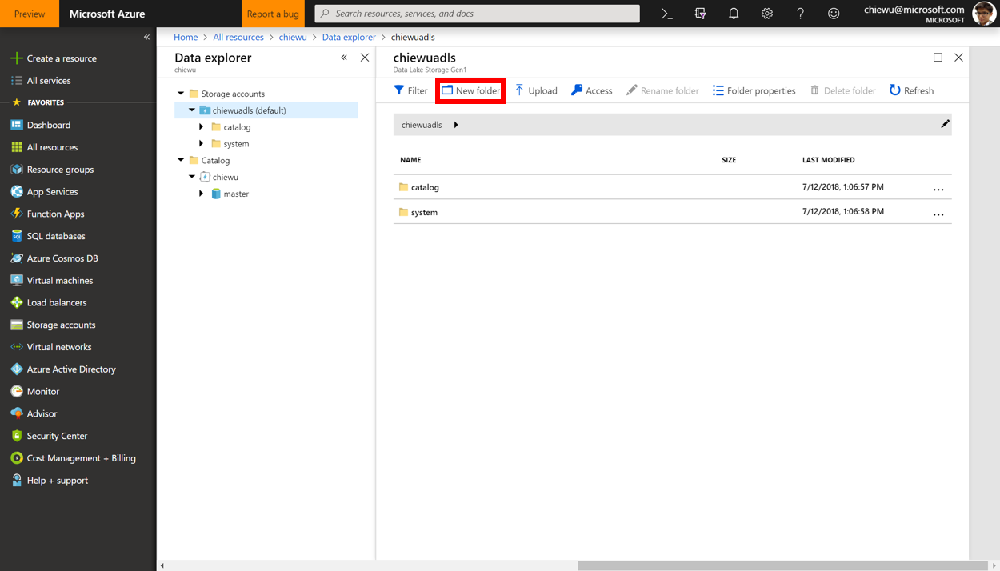 Preview
Microsoft Azure
Report a bug
Search resources, services, and docs
chiewu@microsoft.com
MICROSOFT
Home > All resources > chiewu > Data explorer > chiewuadls
Create a resource
All services
FAVORITES
Dashboard
All resources
Resource groups
App Services
Function Apps
SQL databases
Azure Cosmos DB
Virtual machines
Load balancers
Storage accounts
Virtual networks
Azure Active Directory
Monitor
Advisor
Security Center
Cost Management + Billing
Help + support
Data explorer
chiewu
Storage accounts
chiewuadls (default)
catalog
system
Catalog
chiewu
master
chiewuadls
Data Lake Storage Gen1
Filter New folder Upload Access Rename folder Folder properties Delete folder Refresh
chiewuadls
NAME SIZE LAST MODIFIED
catalog 7/12/2018, 1:06:57 PM ...
system 7/12/2018, 1:06:58 PM ...